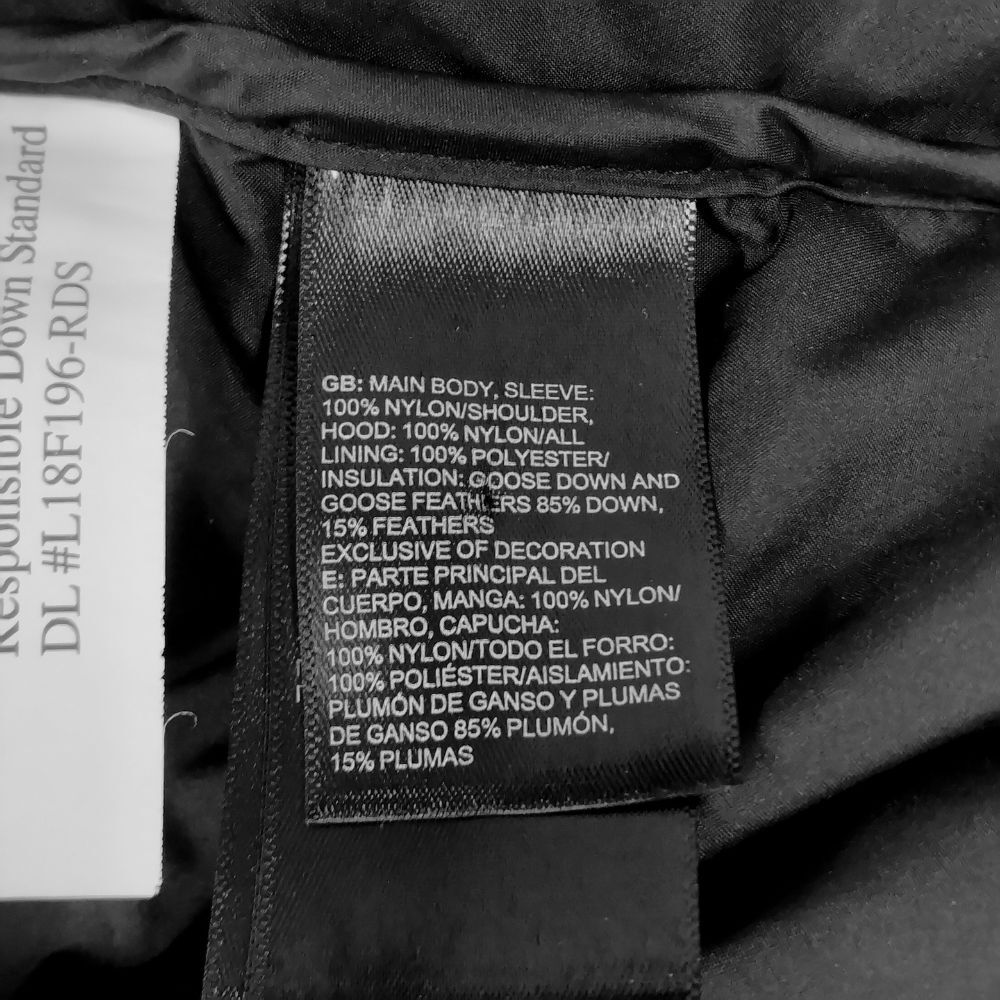 Responsible Down Standard
DL #L18F196-RDS
GB: MAIN BODY, SLEEVE:
100% NYLON/SHOULDER,
HOOD: 100% NYLON/ALL
LINING: 100% POLYESTER/
INSULATION: GOOSE DOWN AND
GOOSE FEATHERS 85% DOWN,
15% FEATHERS
EXCLUSIVE OF DECORATION
E: PARTE PRINCIPAL DEL
CUERPO, MANGA: 100% NYLON/
HOMBRO, CAPUCHA:
100% NYLON/TODO EL FORRO:
100% POLIÉSTER/AISLAMIENTO:
PLUMÓN DE GANSO Y PLUMAS
DE GANSO 85% PLUMÓN,
15% PLUMAS